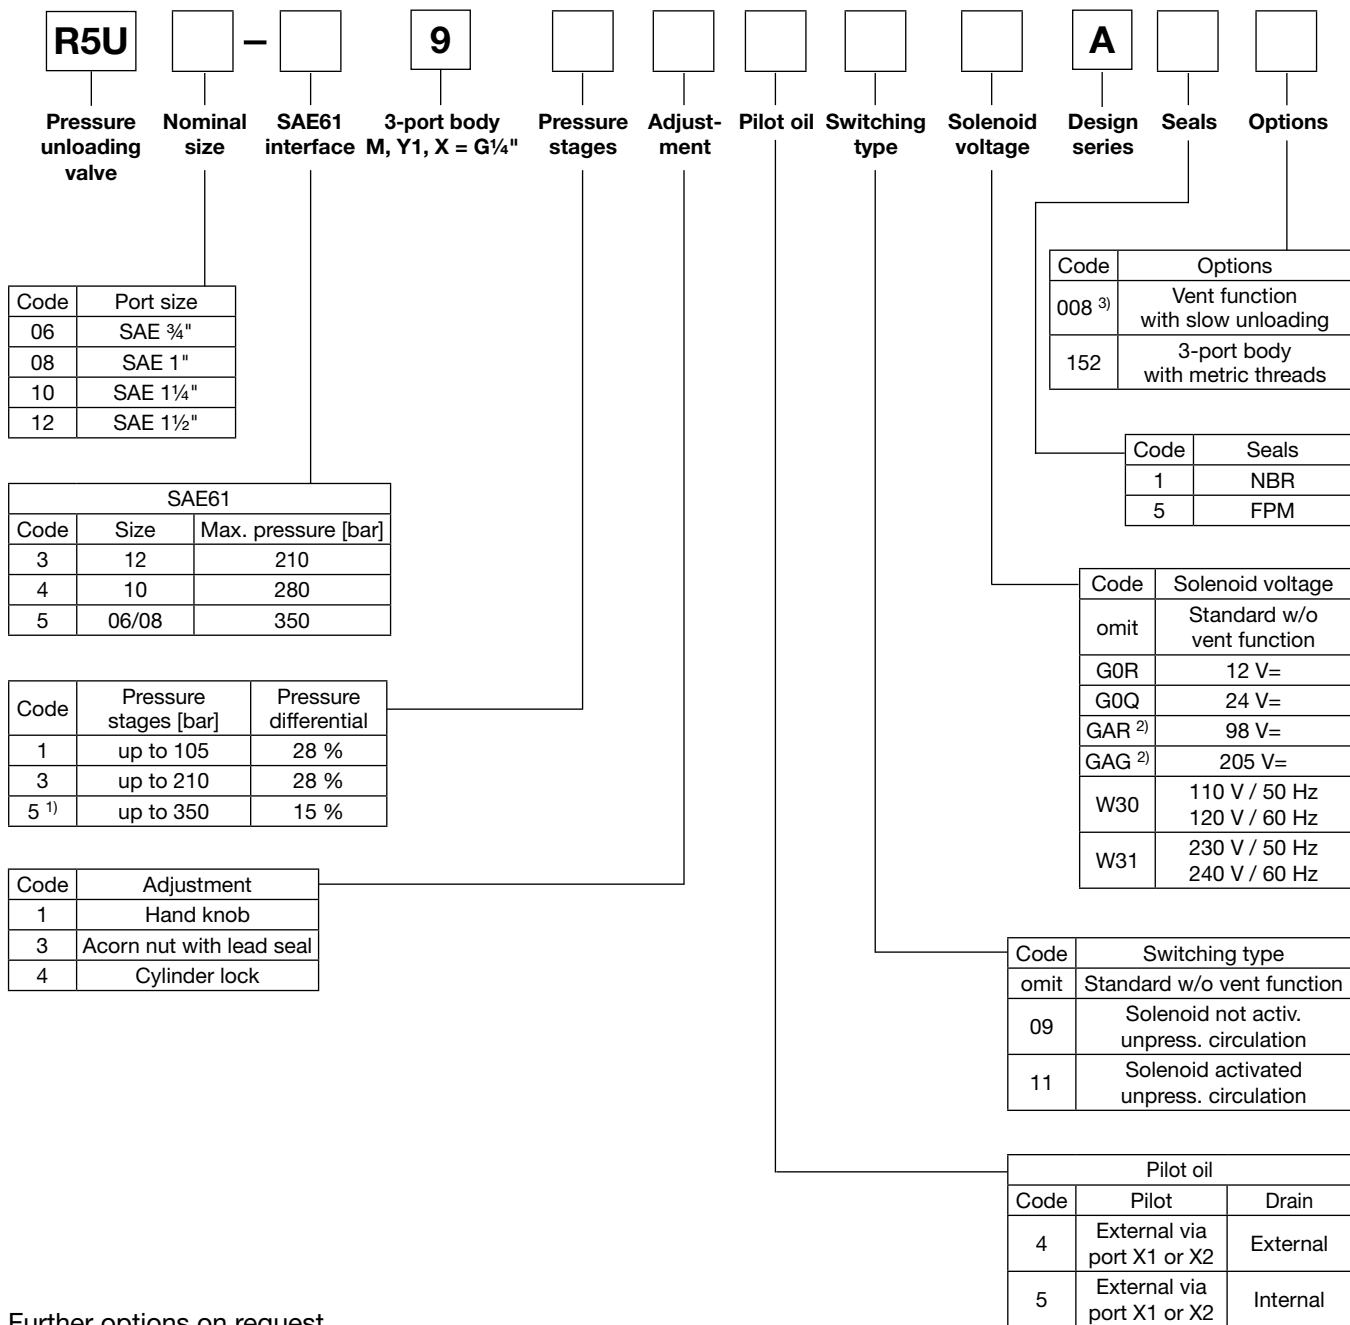 R5U – 9 A
Pressure unloading valve
Nominal size
SAE61 interface
3-port body M, Y1, X = G¼"
Pressure stages
Adjust-ment
Pilot oil
Switching type
Solenoid voltage
Design series
Seals
Options
Code Port size
06 SAE ¾"
08 SAE 1"
10 SAE 1¼"
12 SAE 1½"
SAE61
Code Size Max. pressure [bar]
3 12 210
4 10 280
5 06/08 350
Code Pressure stages [bar] Pressure differential
1 up to 105 28 %
3 up to 210 28 %
5 1) up to 350 15 %
Code Adjustment
1 Hand knob
3 Acorn nut with lead seal
4 Cylinder lock
Code Options
008 3) Vent function with slow unloading
152 3-port body with metric threads
Code Seals
1 NBR
5 FPM
Code Solenoid voltage
omit Standard w/o vent function
G0R 12 V=
G0Q 24 V=
GAR 2) 98 V=
GAG 2) 205 V=
W30 110 V / 50 Hz
120 V / 60 Hz
W31 230 V / 50 Hz
240 V / 60 Hz
Code Switching type
omit Standard w/o vent function
09 Solenoid not activ. unpress. circulation
11 Solenoid activated unpress. circulation
Pilot oil
Code Pilot Drain
4 External via port X1 or X2 External
5 External via port X1 or X2 Internal
Further options on request